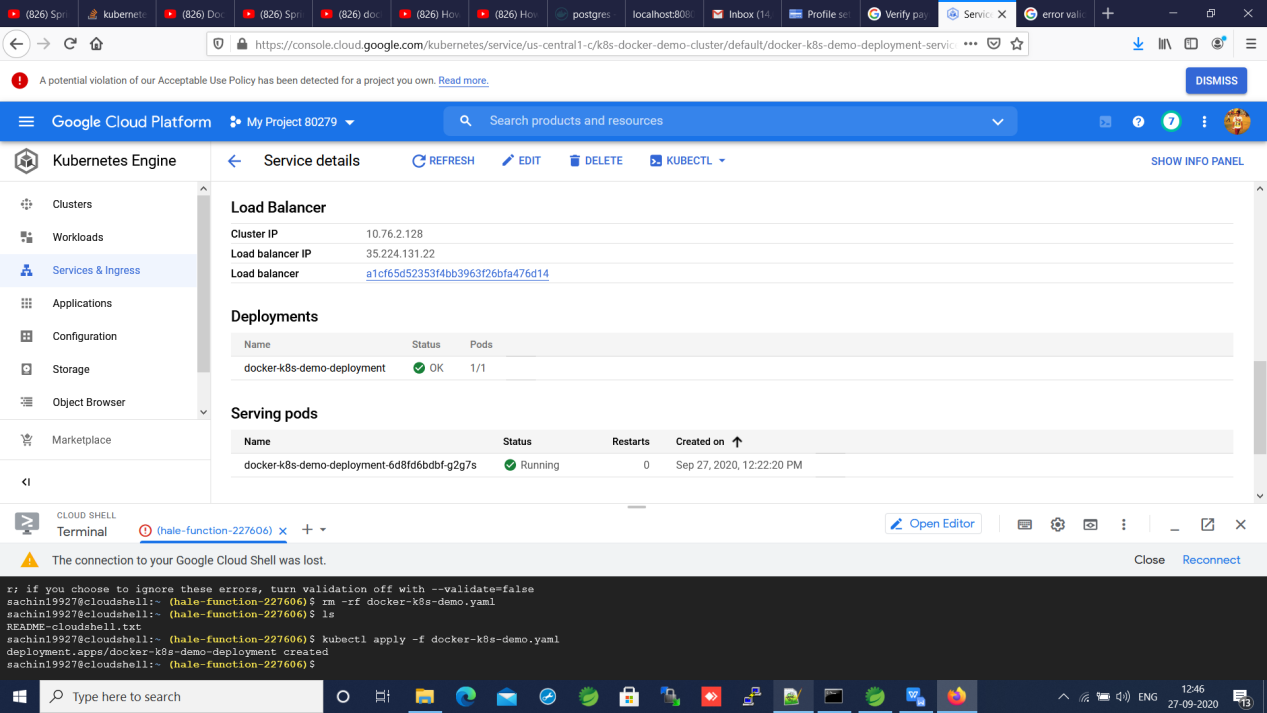 (826) Spri
kubernete
(826) Doc
(826) Spri
(826) doc
(826) Hov
(826) Hov
postgres
localhost:808
Inbox (14,
Profile set
Verify pay
Servic
error valid
https://console.cloud.google.com/kubernetes/service/us-central1-c/k8s-docker-demo-cluster/default/docker-k8s-demo-deployment-servic
A potential violation of our Acceptable Use Policy has been detected for a project you own. Read more.
DISMISS
Google Cloud Platform
My Project 80279
Search products and resources
7
Kubernetes Engine
Service details
REFRESH
EDIT
DELETE
KUBECTL
SHOW INFO PANEL
Clusters
Workloads
Services & Ingress
Applications
Configuration
Storage
Object Browser
Marketplace
Load Balancer
Cluster IP 10.76.2.128
Load balancer IP 35.224.131.22
Load balancer a1cf65d52353f4bb3963f26bfa476d14
Deployments
Name Status Pods
docker-k8s-demo-deployment OK 1/1
Serving pods
Name Status Restarts Created on
docker-k8s-demo-deployment-6d8fd6bdbf-g2g7s Running 0 Sep 27, 2020, 12:22:20 PM
CLOUD SHELL
Terminal
(hale-function-227606)
Open Editor
The connection to your Google Cloud Shell was lost.
Close
Reconnect
r; if you choose to ignore these errors, turn validation off with --validate=false
sachin19927@cloudshell:~ (hale-function-227606)$ rm -rf docker-k8s-demo.yaml
sachin19927@cloudshell:~ (hale-function-227606)$ ls
README-cloudshell.txt
sachin19927@cloudshell:~ (hale-function-227606)$ kubectl apply -f docker-k8s-demo.yaml
deployment.apps/docker-k8s-demo-deployment created
sachin19927@cloudshell:~ (hale-function-227606)$
Type here to search
ENG
12:46
27-09-2020
13